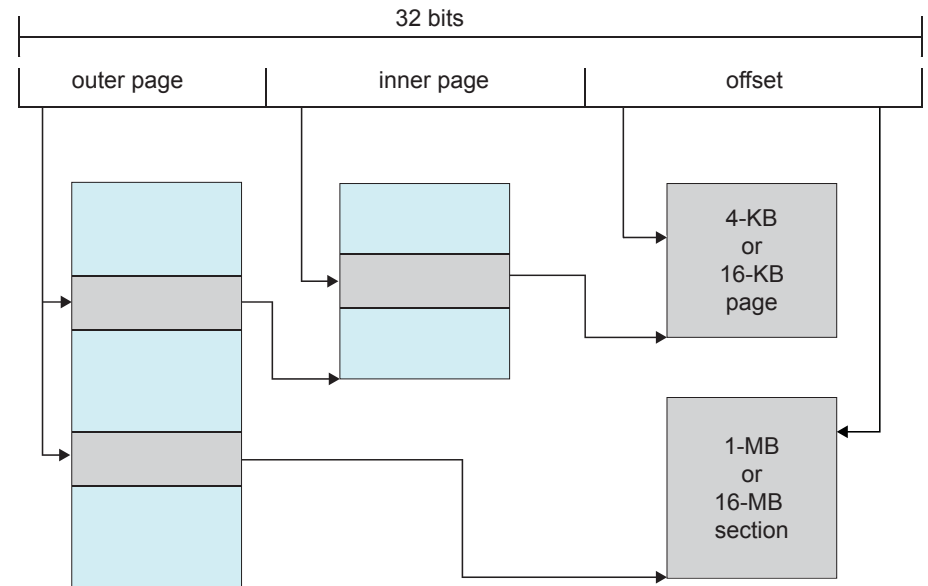 32 bits
outer page
inner page
offset
4-KB
or
16-KB
page
1-MB
or
16-MB
section